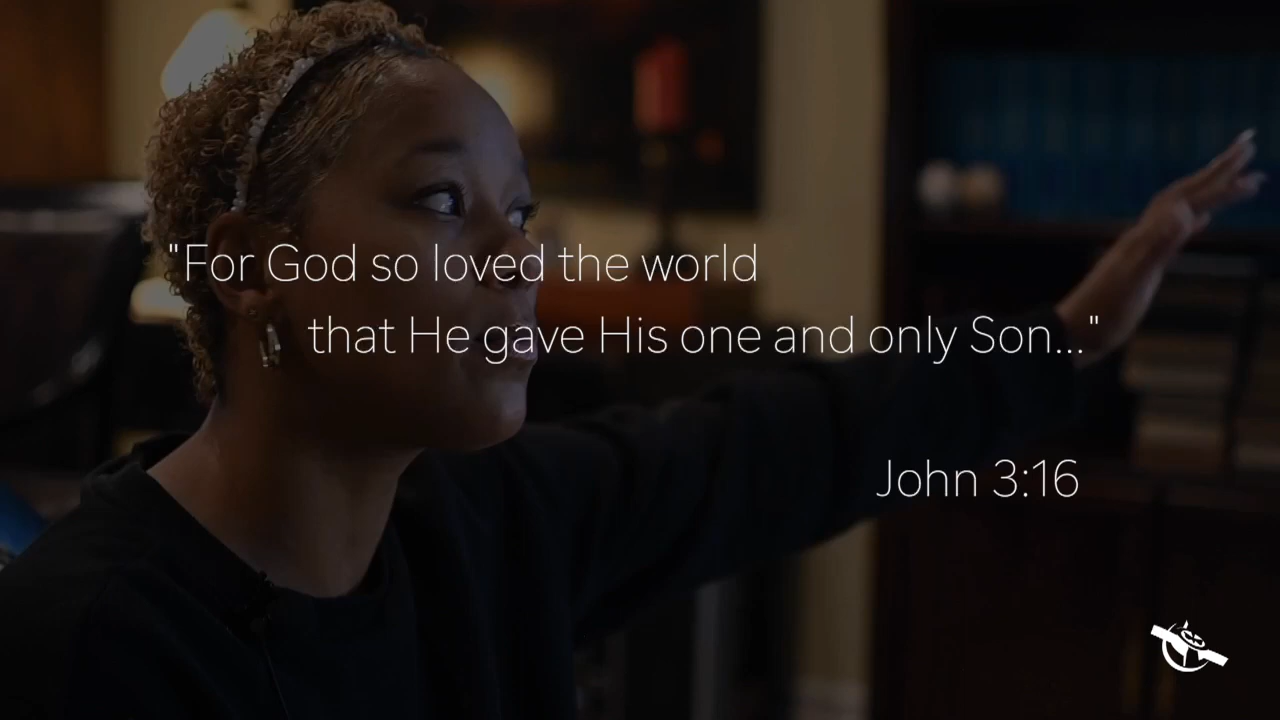 "For God so loved the world
that He gave His one and only Son..."
John 3:16